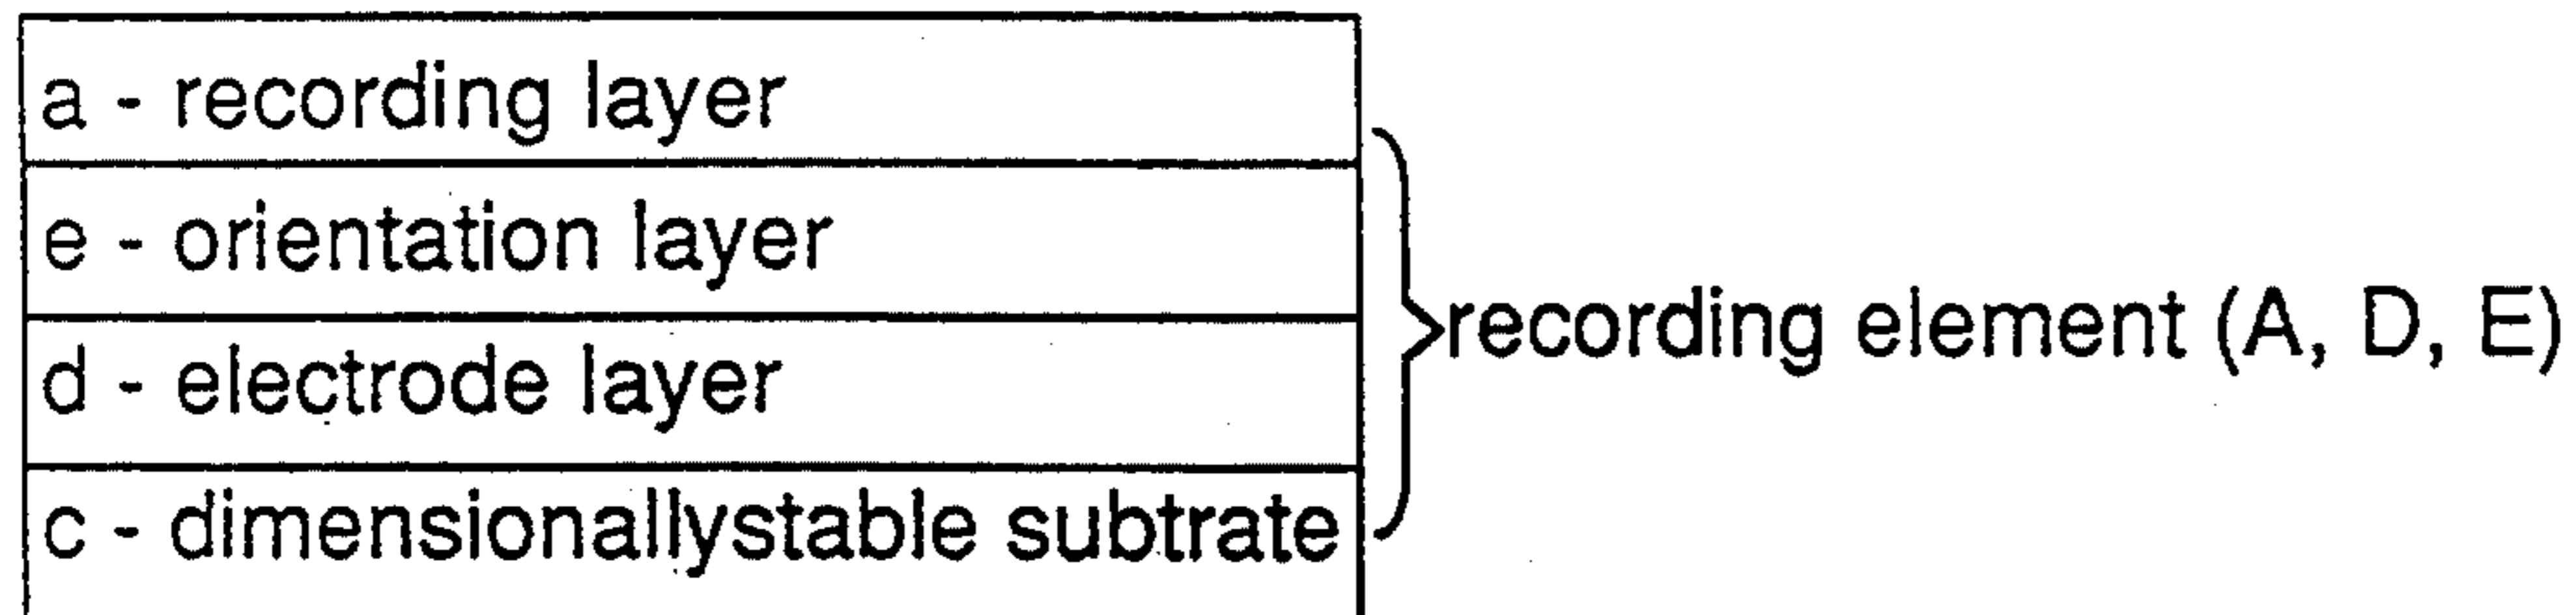 a - recording layer
e - orientation layer
d - electrode layer
c - dimensionallystable subtrate
recording element (A, D, E)